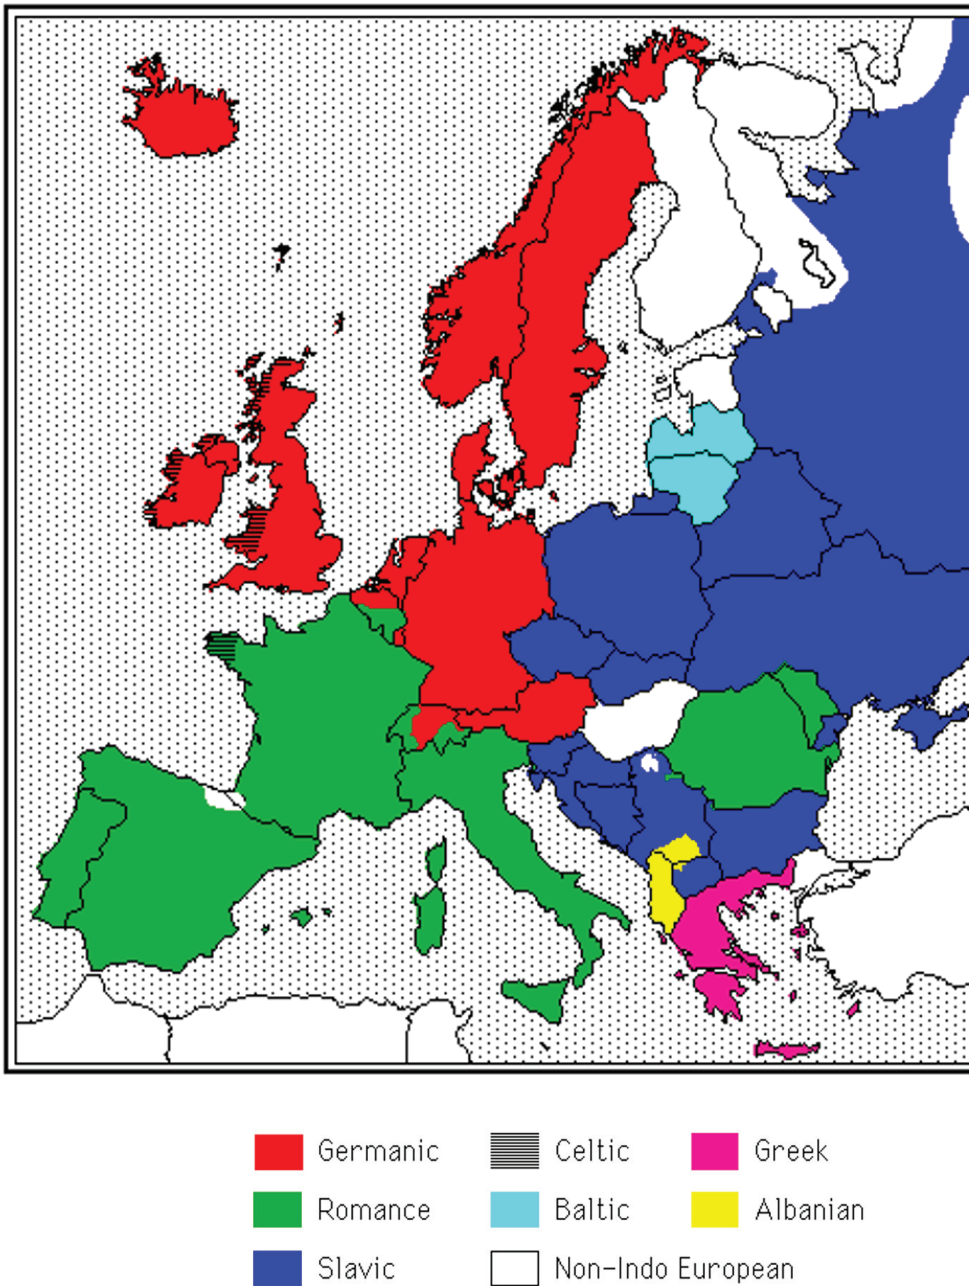 Germanic
Celtic
Greek
Romance
Baltic
Albanian
Slavic
Non-Indo European